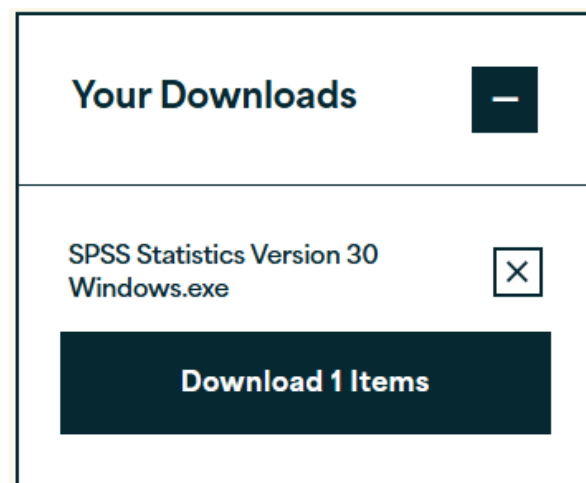 Your Downloads
SPSS Statistics Version 30
Windows.exe
Download 1 Items